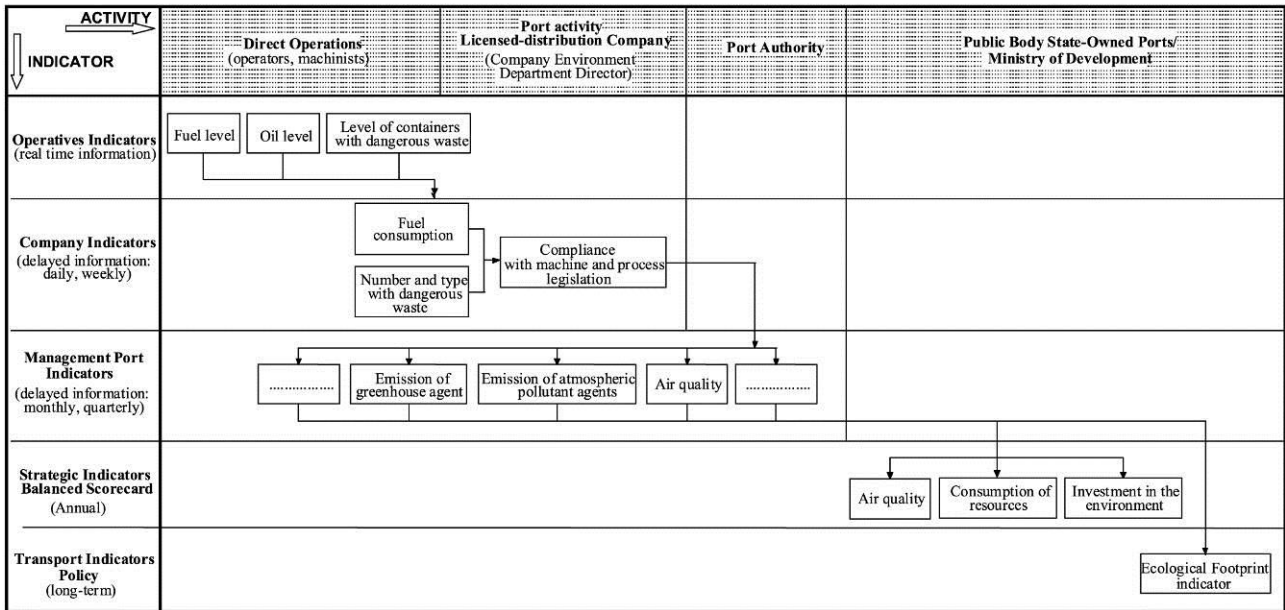 ACTIVITY
INDICATOR
Direct Operations
(operators, machinists)
Port activity
Licensed-distribution Company
(Company Environment
Department Director)
Port Authority
Public Body State-Owned Ports/
Ministry of Development
Operatives Indicators
(real time information)
Fuel level
Oil level
Level of containers
with dangerous waste
Company Indicators
(delayed information:
daily, weekly)
Fuel
consumption
Number and type
with dangerous
waste
Compliance
with machine and process
legislation
Management Port
Indicators
(delayed information:
monthly, quarterly)
.................
Emission of
greenhouse agent
Emission of atmospheric
pollutant agents
Air quality
.................
Strategic Indicators
Balanced Scorecard
(Annual)
Air quality
Consumption of
resources
Investment in the
environment
Transport Indicators
Policy
(long-term)
Ecological Footprint
indicator